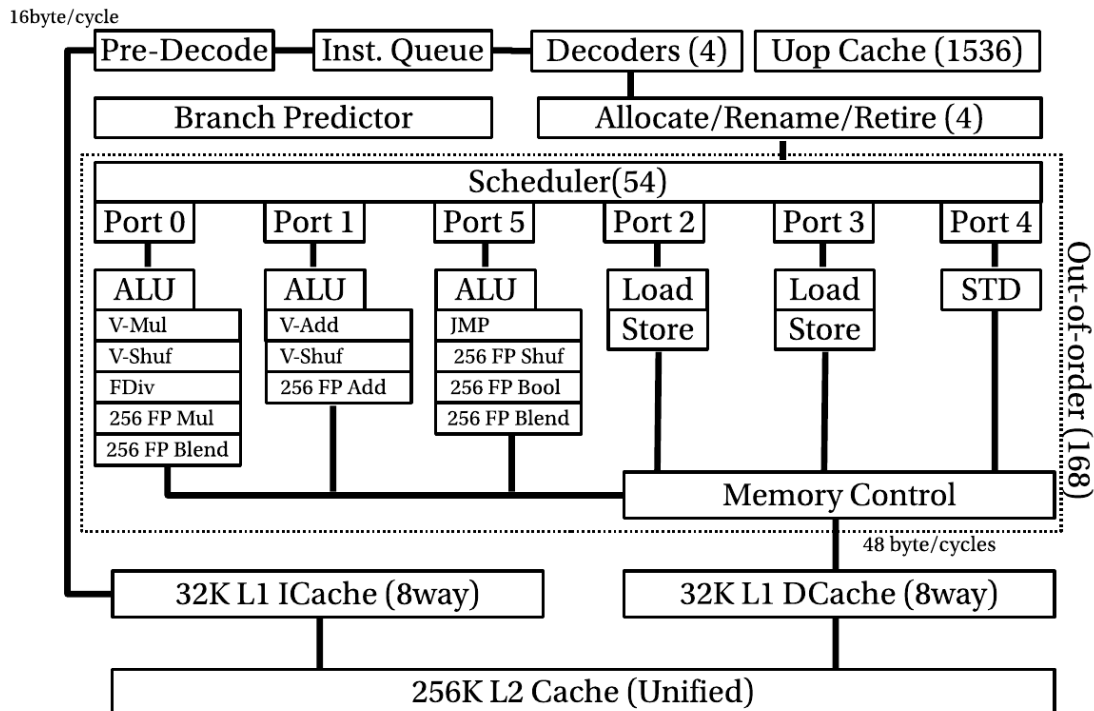 16byte/cycle
Pre-Decode
Inst. Queue
Decoders (4)
Uop Cache (1536)
Branch Predictor
Allocate/Rename/Retire (4)
Scheduler(54)
Port 0
Port 1
Port 5
Port 2
Port 3
Port 4
ALU
V-Mul
V-Shuf
FDiv
256 FP Mul
256 FP Blend
ALU
V-Add
V-Shuf
256 FP Add
ALU
JMP
256 FP Shuf
256 FP Bool
256 FP Blend
Load
Store
Load
Store
STD
Out-of-order (168)
Memory Control
48 byte/cycles
32K L1 ICache (8way)
32K L1 DCache (8way)
256K L2 Cache (Unified)